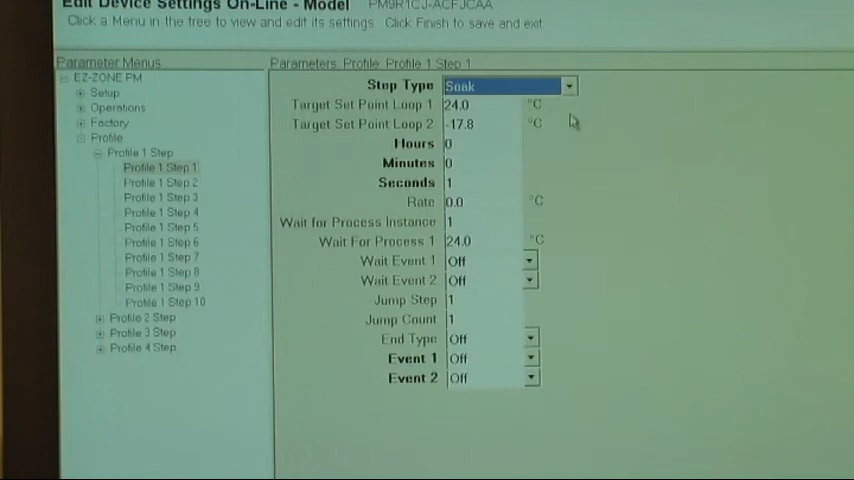 Edit Device Settings On-Line - Model PM9R1CJ-ACFJCAA
Click a Menu in the tree to view and edit its settings. Click Finish to save and exit
Parameter Menus
EZ-ZONE PM
Setup
Operations
Factory
Profile
Profile 1 Step
Profile 1 Step 1
Profile 1 Step 2
Profile 1 Step 3
Profile 1 Step 4
Profile 1 Step 5
Profile 1 Step 6
Profile 1 Step 7
Profile 1 Step 8
Profile 1 Step 9
Profile 1 Step 10
Profile 2 Step
Profile 3 Step
Profile 4 Step
Parameters: Profile: Profile 1 Step 1
Step Type Soak
Target Set Point Loop 1 24.0 °C
Target Set Point Loop 2 -17.8 °C
Hours 0
Minutes 0
Seconds 1
Rate 0.0 °C
Wait for Process Instance 1
Wait For Process 1 24.0 °C
Wait Event 1 Off
Wait Event 2 Off
Jump Step 1
Jump Count 1
End Type Off
Event 1 Off
Event 2 Off